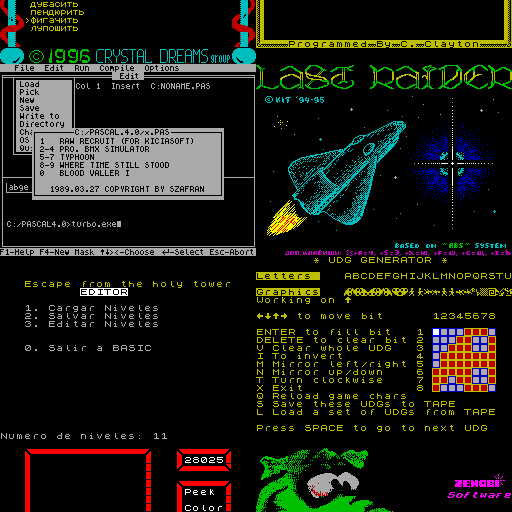 дубасить
пендюрить
фигачить
лупошить
©1996 CRYSTAL DREAMS group
Programmed By C. Clayton
File Edit Run Compile Options
Edit
Col 1 Insert C:NONAME.PAS
Load
Pick
New
Save
Write to
Directory
C:/PASCAL4.0/x.PAS
1 RAW RECRUIT (FOR KICIASOFT)
2-4 PRO. BMX SIMULATOR
5-7 TYPHOON
8-9 WHERE TIME STILL STOOD
0 BLOOD VALLER I
1989.03.27 COPYRIGHT BY SZAFRAN
C:/PASCAL4.0>turbo.exe
F1-Help F4-New Mask ↑↓‹›-Choose ↵-Select Esc-Abort
LAST RAIDER
© KIT '94-95
BASED ON "ABS" SYSTEM
Escape from the holy tower
EDITOR
1. Cargar Niveles
2. Salvar Niveles
3. Editar Niveles
0. Salir a BASIC
Numero de niveles: 11
* UDG GENERATOR *
Letters ABCDEFGHIJKLMNOPQRSTU
Graphics
Working on ↑
←↓↑→ to move bit 12345678
ENTER to fill bit 1
DELETE to clear bit 2
V Clear whole UDG 3
I To invert 4
M Mirror left/right 5
N Mirror up/down 6
T Turn clockwise 7
X Exit 8
Q Reload game chars
S Save these UDGs to TAPE
L Load a set of UDGs from TAPE
Press SPACE to go to next UDG
28025
Peek
Color
ZENOBI
Software